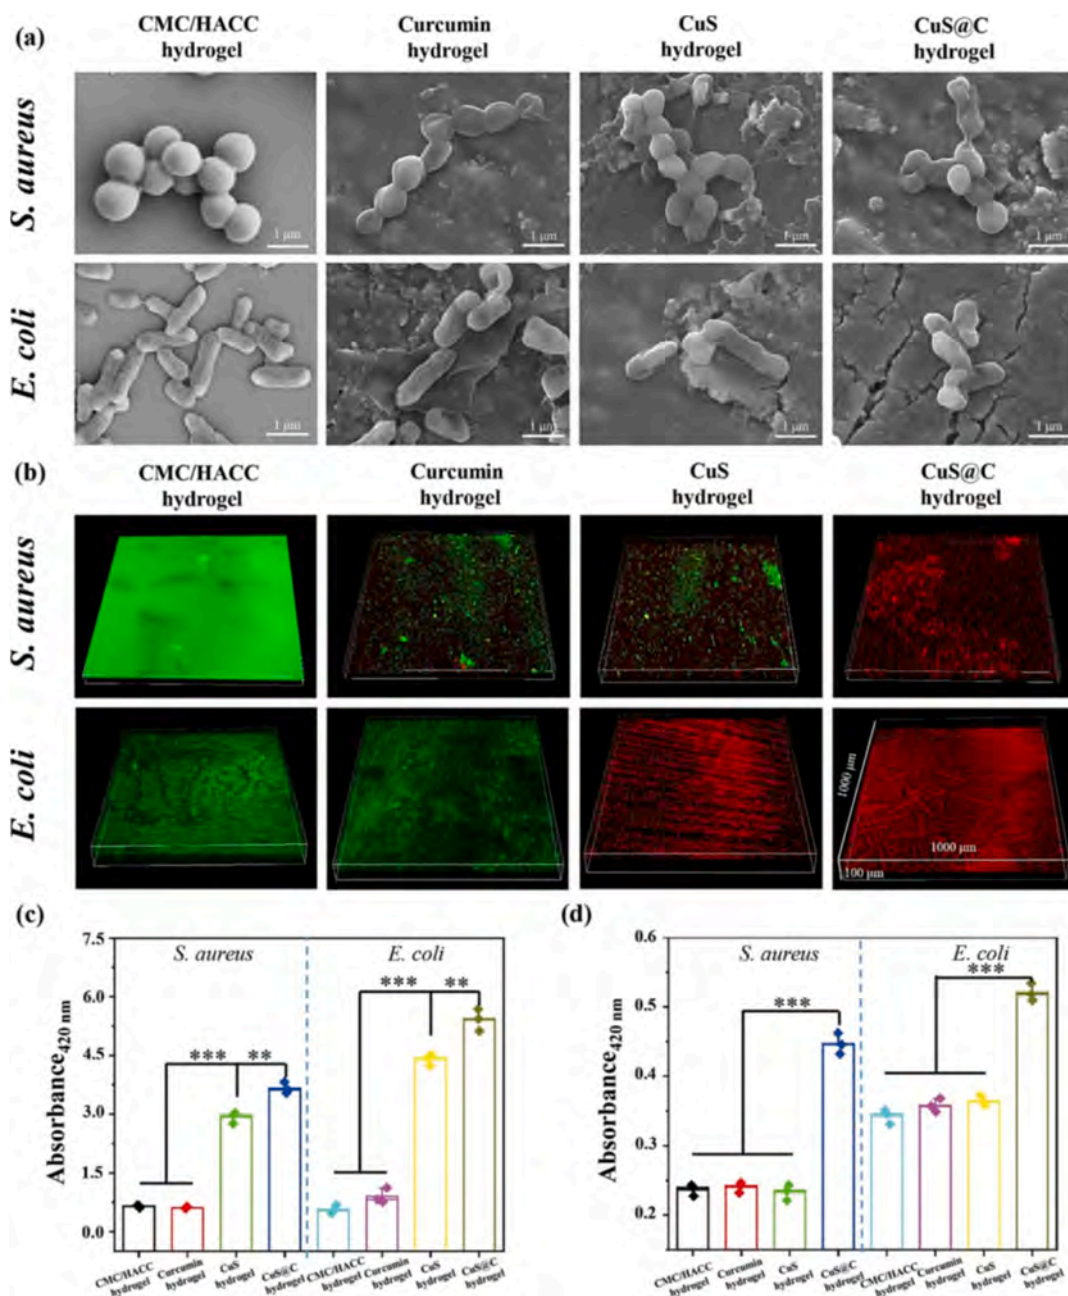 (a)
CMC/HACC
hydrogel
Curcumin
hydrogel
CuS
hydrogel
CuS@C
hydrogel
S. aureus
1 μm
1 μm
1 μm
1 μm
E. coli
1 μm
1 μm
1 μm
1 μm
(b)
CMC/HACC
hydrogel
Curcumin
hydrogel
CuS
hydrogel
CuS@C
hydrogel
S. aureus
E. coli
1000 μm
1000 μm
100 μm
(c)
Absorbance420 nm
7.5
6.0
4.5
3.0
1.5
0.0
S. aureus
E. coli
***
**
***
**
CMC/HACC
hydrogel
Curcumin
hydrogel
CuS
hydrogel
CuS@C
hydrogel
CMC/HACC
hydrogel
Curcumin
hydrogel
CuS
hydrogel
CuS@C
hydrogel
(d)
Absorbance420 nm
0.6
0.5
0.4
0.3
0.2
S. aureus
E. coli
***
***
CMC/HACC
hydrogel
Curcumin
hydrogel
CuS
hydrogel
CuS@C
hydrogel
CMC/HACC
hydrogel
Curcumin
hydrogel
CuS
hydrogel
CuS@C
hydrogel